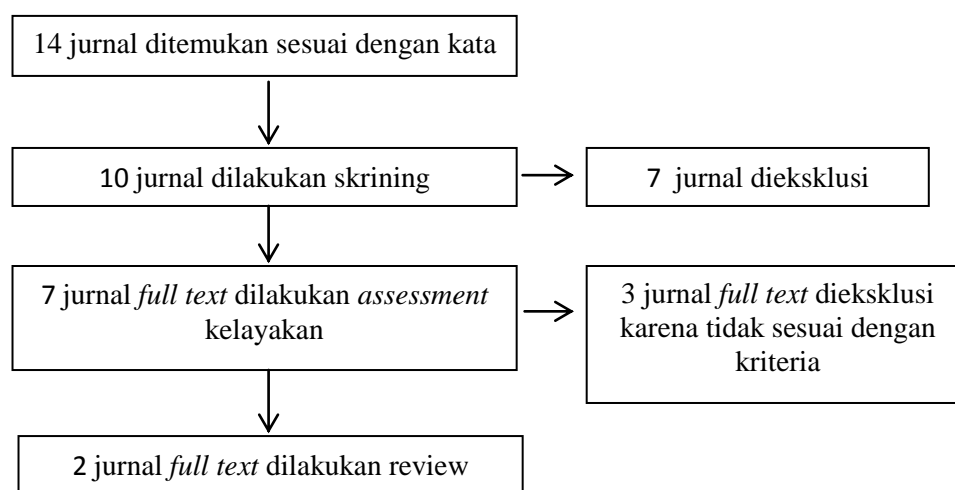 14 jurnal ditemukan sesuai dengan kata
10 jurnal dilakukan skrining
7 jurnal dieksklusi
7 jurnal full text dilakukan assessment
kelayakan
3 jurnal full text dieksklusi
karena tidak sesuai dengan
kriteria
2 jurnal full text dilakukan review